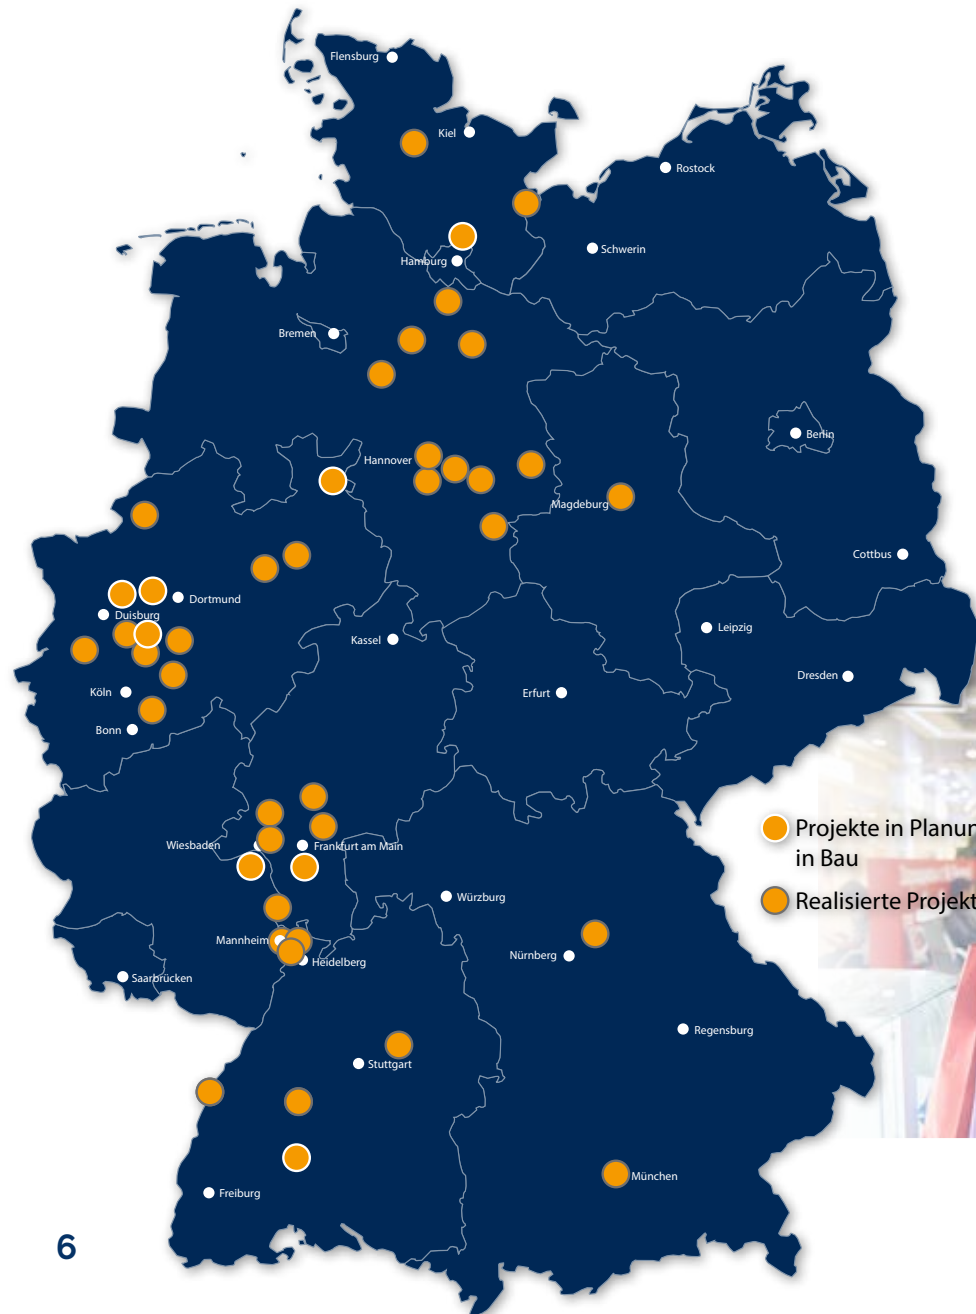 Flensburg
Kiel
Rostock
Schwerin
Hamburg
Bremen
Berlin
Hannover
Magdeburg
Cottbus
Dortmund
Duisburg
Leipzig
Kassel
Dresden
Köln
Erfurt
Bonn
Projekte in Planun
in Bau
Wiesbaden
Frankfurt am Main
Würzburg
Realisierte Projekt
Mannheim
Nürnberg
Heidelberg
Saarbrücken
Regensburg
Stuttgart
München
Freiburg
6